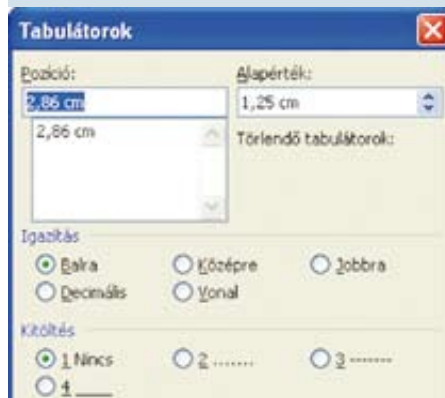 Tabulátorok
Pozíció: Alapérték:
2,86 cm 1,25 cm
2,86 cm Törlendő tabulátorok:
Igazítás
Balra Középre Jobbra
Decimális Vonal
Kitöltés
1 Nincs 2 ....... 3 -------
4 ____